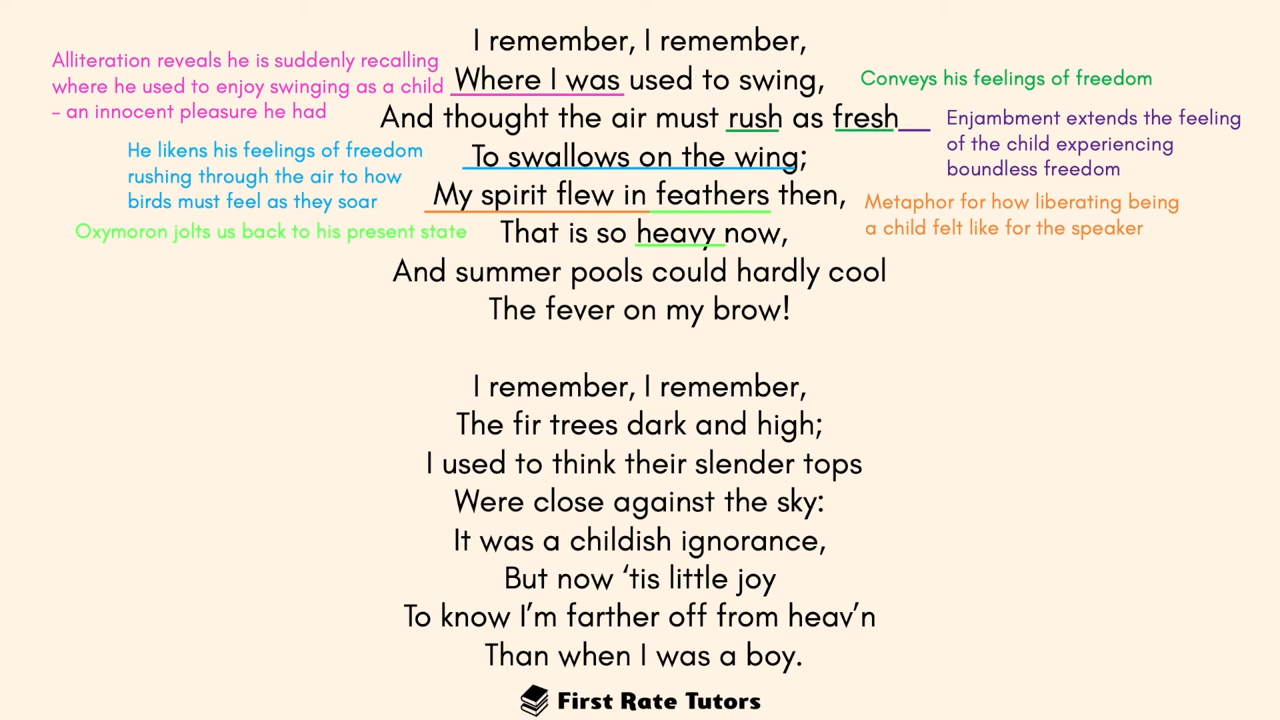 I remember, I remember,
Alliteration reveals he is suddenly recalling
where he used to enjoy swinging as a child
– an innocent pleasure he had
Where I was used to swing,
Conveys his feelings of freedom
And thought the air must rush as fresh
Enjambment extends the feeling
of the child experiencing
boundless freedom
He likens his feelings of freedom
rushing through the air to how
birds must feel as they soar
To swallows on the wing;
My spirit flew in feathers then,
Metaphor for how liberating being
a child felt like for the speaker
Oxymoron jolts us back to his present state
That is so heavy now,
And summer pools could hardly cool
The fever on my brow!
I remember, I remember,
The fir trees dark and high;
I used to think their slender tops
Were close against the sky:
It was a childish ignorance,
But now ‘tis little joy
To know I’m farther off from heav’n
Than when I was a boy.
First Rate Tutors